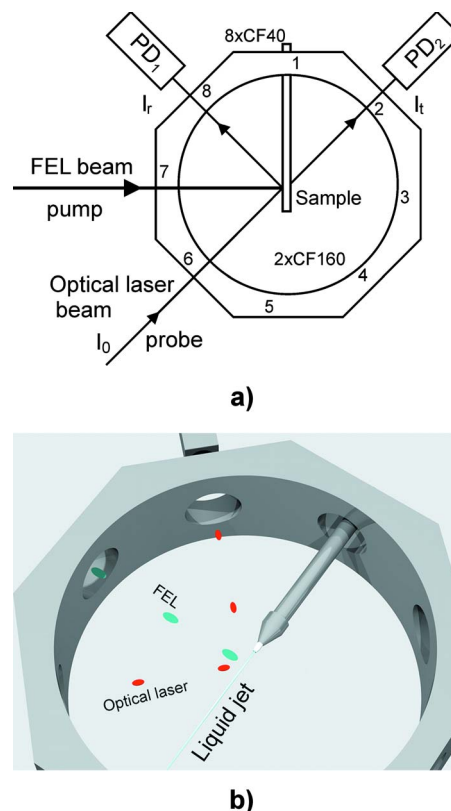 8xCF40
PD1
PD2
1
8
2
Ir
It
FEL beam
7
3
pump
Sample
6
2xCF160
4
Optical laser
beam
5
I0
probe
a)
FEL
Optical laser
Liquid jet
b)